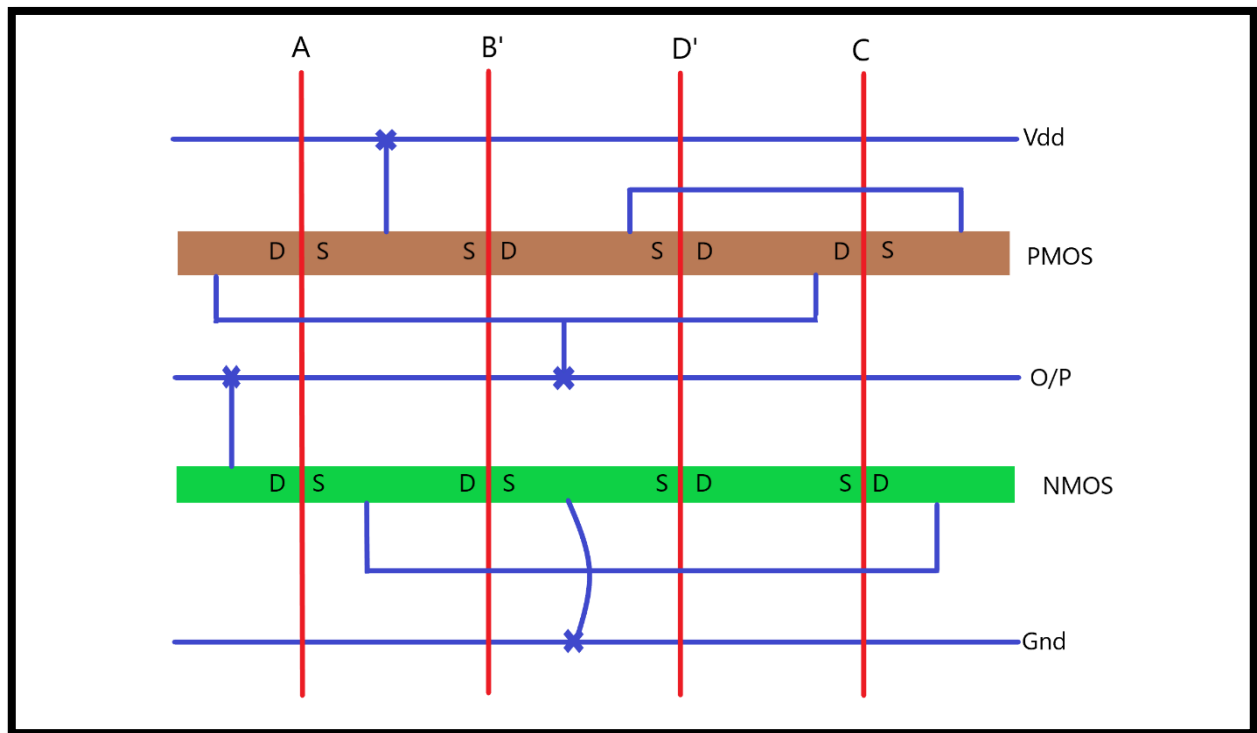 A B' D' C
Vdd
D S S D S D D S PMOS
O/P
D S D S S D S D NMOS
Gnd